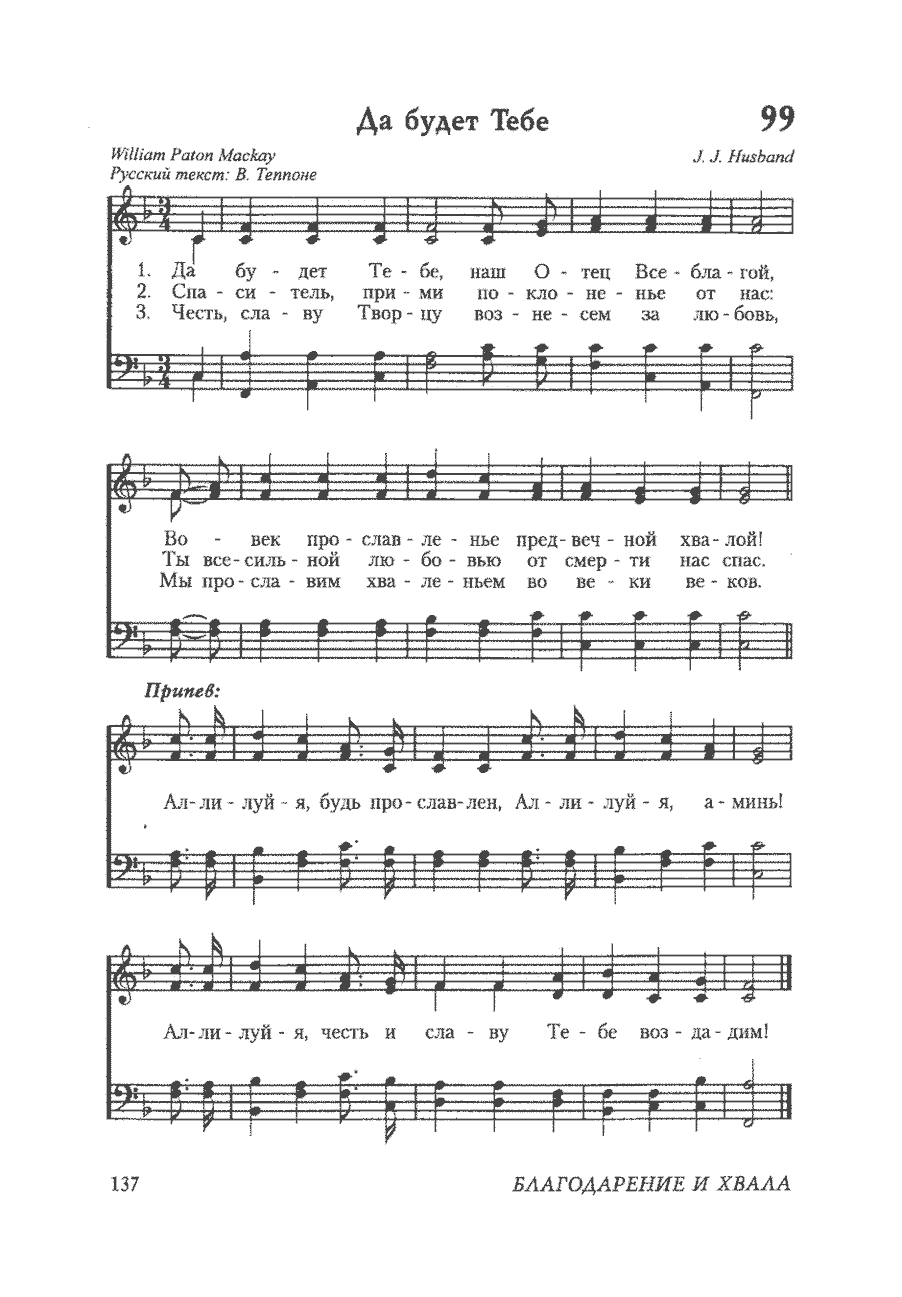 Да будет Тебе 99
William Paton Mackay J. J. Husband
Русский текст: В. Теппоне
3
4
1. Да бу - дет Те - бе, наш О - тец Все - бла - гой,
2. Спа - си - тель, при - ми по - кло - не - нье от нас:
3. Честь, сла - ву Твор - цу воз - не - сем за лю - бовь,
3
4
Во - век про - слав - ле - нье пред - веч - ной хва - лой!
Ты все - силь - ной лю - бо - вью от смер - ти нас спас.
Мы про - сла - вим хва - ле - ньем во ве - ки ве - ков.
Припев:
Ал - ли - луй - я, будь про - слав - лен, Ал - ли - луй - я, а - минь!
Ал - ли - луй - я, честь и сла - ву Те - бе воз - да - дим!
137 БЛАГОДАРЕНИЕ И ХВАЛА